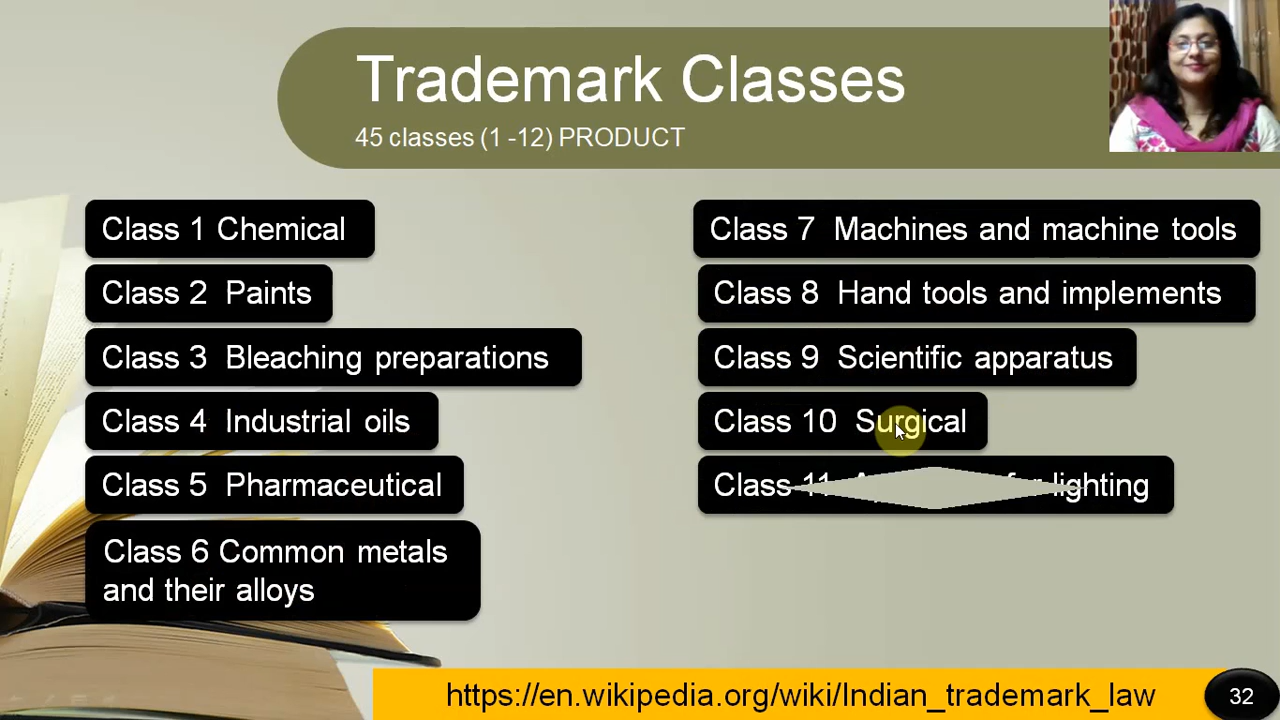 Trademark Classes
45 classes (1 -12) PRODUCT
Class 1 Chemical
Class 2 Paints
Class 3 Bleaching preparations
Class 4 Industrial oils
Class 5 Pharmaceutical
Class 6 Common metals
and their alloys
Class 7 Machines and machine tools
Class 8 Hand tools and implements
Class 9 Scientific apparatus
Class 10 Surgical
Class 11 for lighting
https://en.wikipedia.org/wiki/Indian_trademark_law
32